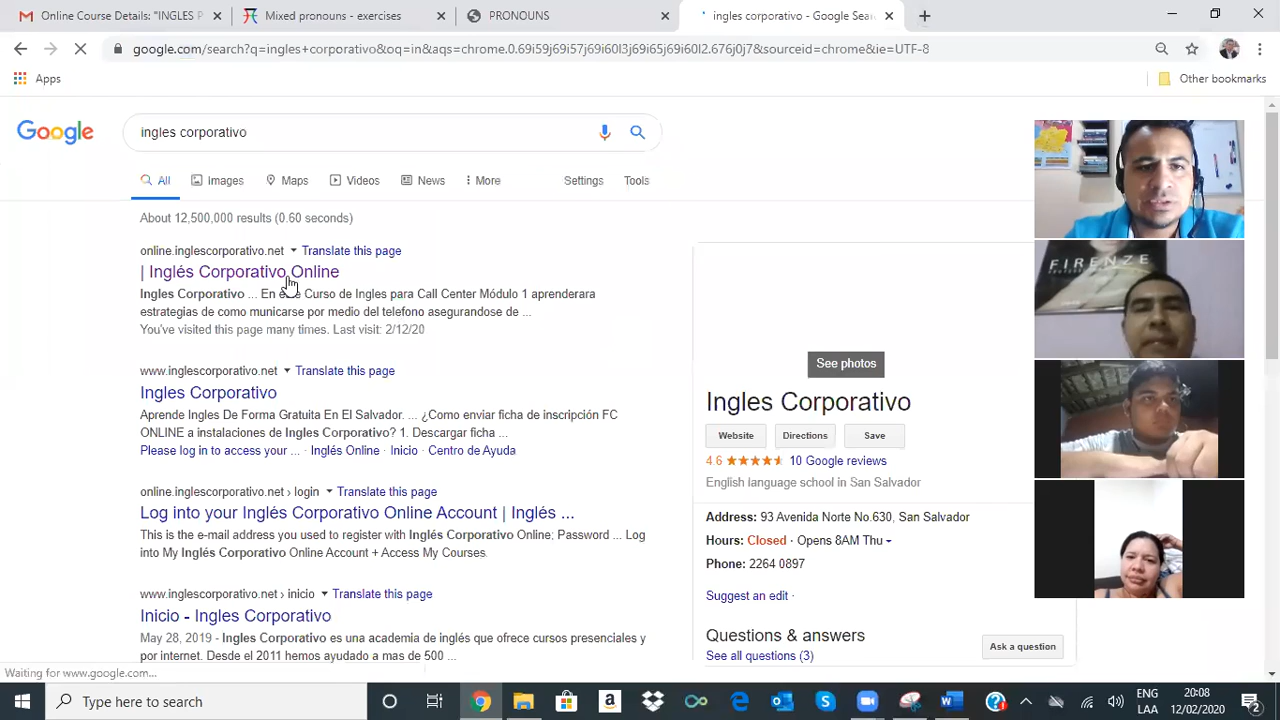 Online Course Details: "INGLES P
Mixed pronouns - exercises
PRONOUNS
ingles corporativo - Google Sea
google.com/search?q=ingles+corporativo&oq=in&aqs=chrome.0.69i59j69i57j69i60l3j69i65j69i60l2.676j0j7&sourceid=chrome&ie=UTF-8
Apps
Other bookmarks
Google
ingles corporativo
All
Images
Maps
Videos
News
More
Settings
Tools
About 12,500,000 results (0.60 seconds)
online.inglescorporativo.net Translate this page
| Inglés Corporativo Online
Ingles Corporativo ... En este Curso de Ingles para Call Center Módulo 1 aprenderara
estrategias de como municarse por medio del telefono asegurandose de ...
You've visited this page many times. Last visit: 2/12/20
www.inglescorporativo.net Translate this page
Ingles Corporativo
Aprende Ingles De Forma Gratuita En El Salvador. ... ¿Como enviar ficha de inscripción FC
ONLINE a instalaciones de Ingles Corporativo? 1. Descargar ficha ...
Please log in to access your ... · Inglés Online · Inicio · Centro de Ayuda
online.inglescorporativo.net › login Translate this page
Log into your Inglés Corporativo Online Account | Inglés ...
This is the e-mail address you used to register with Inglés Corporativo Online; Password ... Log
into My Inglés Corporativo Online Account + Access My Courses.
www.inglescorporativo.net › inicio Translate this page
Inicio - Ingles Corporativo
May 28, 2019 - Ingles Corporativo es una academia de inglés que ofrece cursos presenciales y
por internet. Desde el 2011 hemos ayudado a mas de 500 ...
See photos
Ingles Corporativo
Website
Directions
Save
4.6 10 Google reviews
English language school in San Salvador
Address: 93 Avenida Norte No.630, San Salvador
Hours: Closed · Opens 8AM Thu
Phone: 2264 0897
Suggest an edit ·
Questions & answers
See all questions (3)
Ask a question
FIRENZE
Waiting for www.google.com...
Type here to search
ENG
LAA
20:08
12/02/2020
2